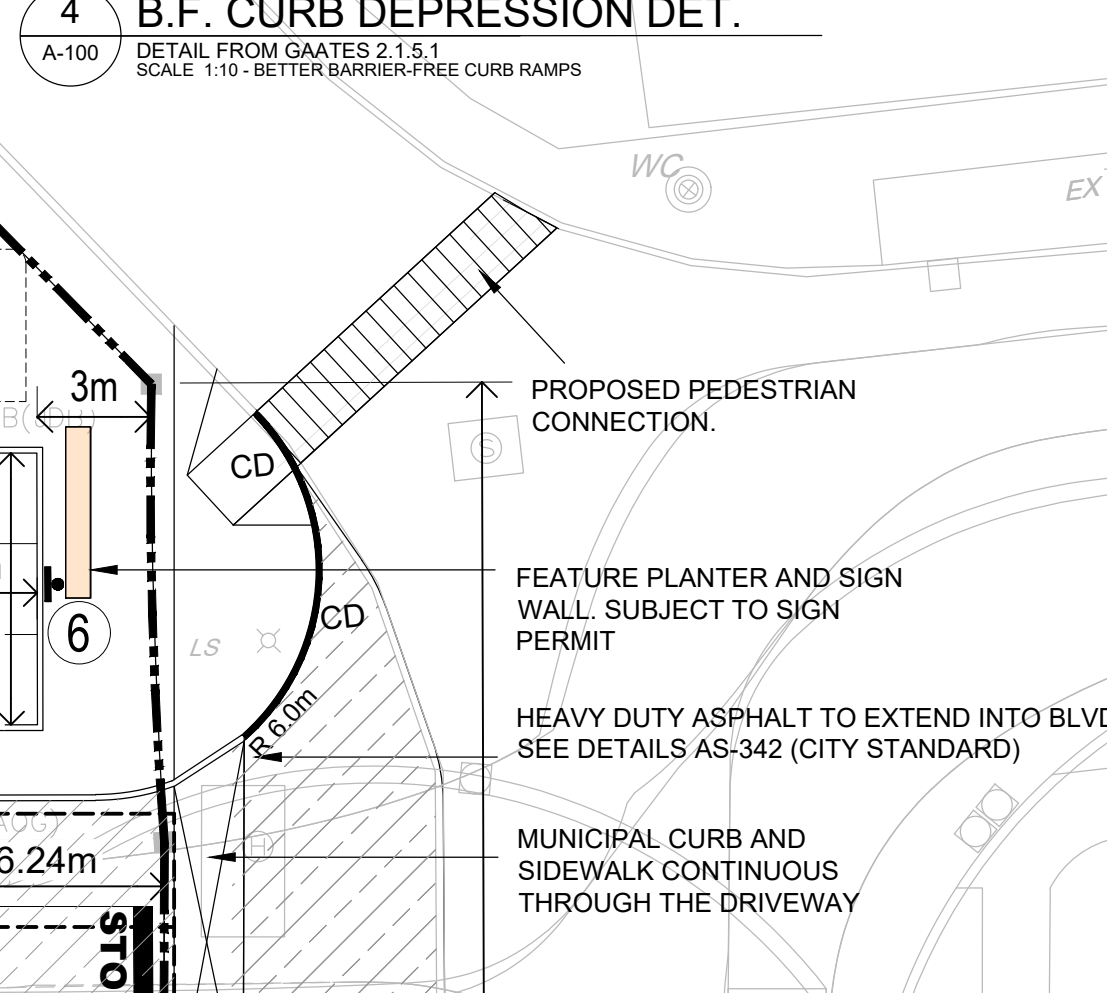 4
A-100
B.F. CURB DEPRESSION DET.
DETAIL FROM GAATES 2.1.5.1
SCALE 1:10 - BETTER BARRIER-FREE CURB RAMPS
WC
EX
3m
PROPOSED PEDESTRIAN
CONNECTION.
S
CD
FEATURE PLANTER AND SIGN
WALL. SUBJECT TO SIGN
PERMIT
6
CD
LS
R 6.0m
HEAVY DUTY ASPHALT TO EXTEND INTO BLVD
SEE DETAILS AS-342 (CITY STANDARD)
H
MUNICIPAL CURB AND
SIDEWALK CONTINUOUS
THROUGH THE DRIVEWAY
6.24m
STO